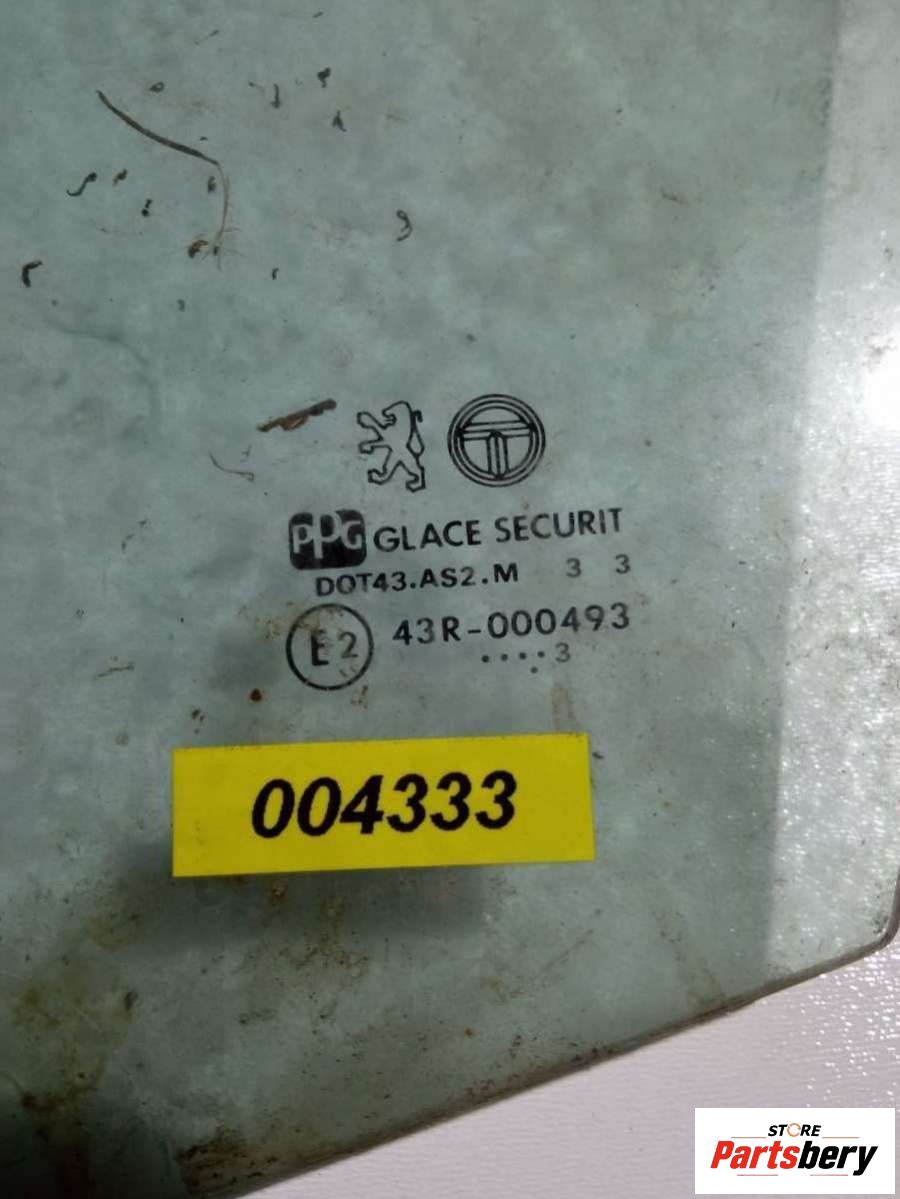 PPG GLACE SECURIT
DOT43.AS2.M 3 3
E2 43R-000493
....3
.
004333
STORE
Partsbery